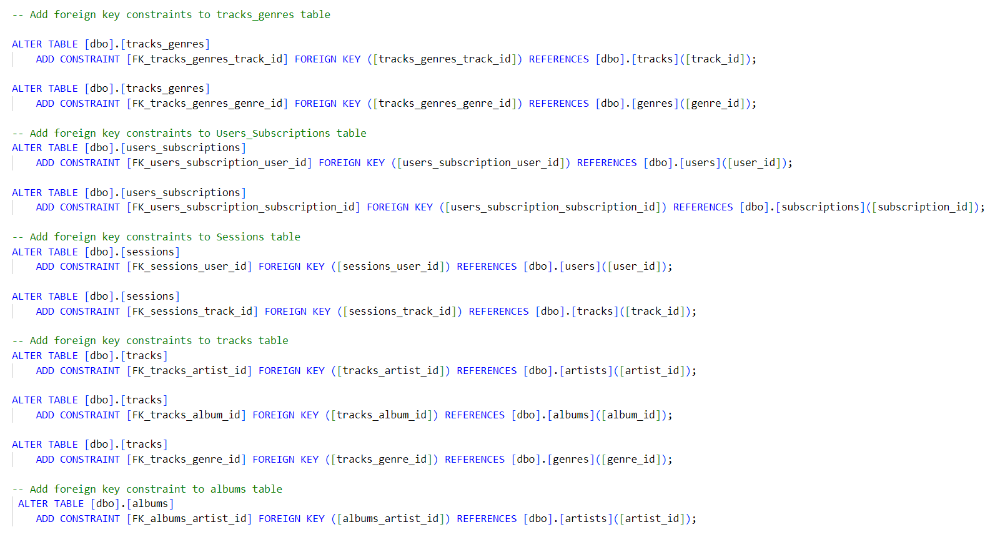 -- Add foreign key constraints to tracks_genres table
ALTER TABLE [dbo].[tracks_genres]
ADD CONSTRAINT [FK_tracks_genres_track_id] FOREIGN KEY ([tracks_genres_track_id]) REFERENCES [dbo].[tracks]([track_id]);
ALTER TABLE [dbo].[tracks_genres]
ADD CONSTRAINT [FK_tracks_genres_genre_id] FOREIGN KEY ([tracks_genres_genre_id]) REFERENCES [dbo].[genres]([genre_id]);
-- Add foreign key constraints to Users_Subscriptions table
ALTER TABLE [dbo].[users_subscriptions]
ADD CONSTRAINT [FK_users_subscription_user_id] FOREIGN KEY ([users_subscription_user_id]) REFERENCES [dbo].[users]([user_id]);
ALTER TABLE [dbo].[users_subscriptions]
ADD CONSTRAINT [FK_users_subscription_subscription_id] FOREIGN KEY ([users_subscription_subscription_id]) REFERENCES [dbo].[subscriptions]([subscription_id]);
-- Add foreign key constraints to Sessions table
ALTER TABLE [dbo].[sessions]
ADD CONSTRAINT [FK_sessions_user_id] FOREIGN KEY ([sessions_user_id]) REFERENCES [dbo].[users]([user_id]);
ALTER TABLE [dbo].[sessions]
ADD CONSTRAINT [FK_sessions_track_id] FOREIGN KEY ([sessions_track_id]) REFERENCES [dbo].[tracks]([track_id]);
-- Add foreign key constraints to tracks table
ALTER TABLE [dbo].[tracks]
ADD CONSTRAINT [FK_tracks_artist_id] FOREIGN KEY ([tracks_artist_id]) REFERENCES [dbo].[artists]([artist_id]);
ALTER TABLE [dbo].[tracks]
ADD CONSTRAINT [FK_tracks_album_id] FOREIGN KEY ([tracks_album_id]) REFERENCES [dbo].[albums]([album_id]);
ALTER TABLE [dbo].[tracks]
ADD CONSTRAINT [FK_tracks_genre_id] FOREIGN KEY ([tracks_genre_id]) REFERENCES [dbo].[genres]([genre_id]);
-- Add foreign key constraint to albums table
ALTER TABLE [dbo].[albums]
ADD CONSTRAINT [FK_albums_artist_id] FOREIGN KEY ([albums_artist_id]) REFERENCES [dbo].[artists]([artist_id]);